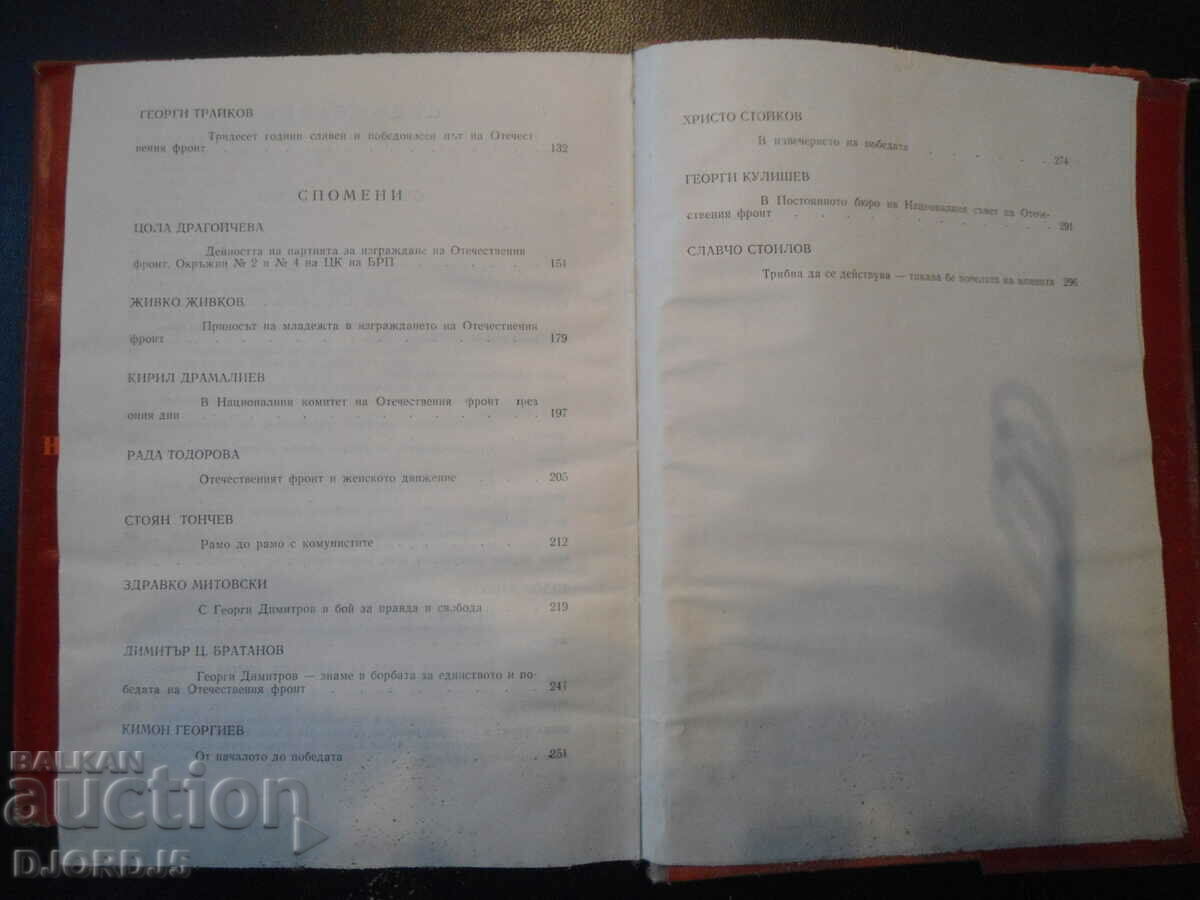 ГЕОРГИ ТРАЙКОВ
Тридесет години славен и победоносен път на Отечест-
вения фронт 132
СПОМЕНИ
ЦОЛА ДРАГОЙЧЕВА
Дейността на партията за изграждане на Отечествения
фронт. Окръжни № 2 и № 4 на ЦК на БРП 151
ЖИВКО ЖИВКОВ
Приносът на младежта в изграждането на Отечествения
фронт 179
КИРИЛ ДРАМАЛИЕВ
В Националния комитет на Отечествения фронт през
ония дни 197
РАДА ТОДОРОВА
Отечественият фронт и женското движение 205
СТОЯН ТОНЧЕВ
Рамо до рамо с комунистите 212
ЗДРАВКО МИТОВСКИ
С Георги Димитров в бой за правда и свобода 219
ДИМИТЪР Ц. БРАТАНОВ
Георги Димитров — знаме в борбата за единството и по-
бедата на Отечествения фронт 241
КИМОН ГЕОРГИЕВ
От началото до победата 251
ХРИСТО СТОЙКОВ
В навечерието на победата 274
ГЕОРГИ КУЛИШЕВ
В Постоянното бюро на Националния съвет на Отече-
ствения фронт 291
СЛАВЧО СТОИЛОВ
Трябва да се действува — такава бе повелята на живота 296
Н
BALKAN
auction
DJORDJ5